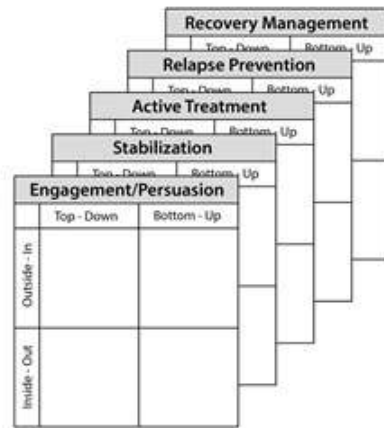 Recovery Management
Top - Down Bottom - Up
Relapse Prevention
Top - Down Bottom - Up
Active Treatment
Top - Down Bottom - Up
Stabilization
Top - Down Bottom - Up
Engagement/Persuasion
Top - Down Bottom - Up
Outside - In
Inside - Out